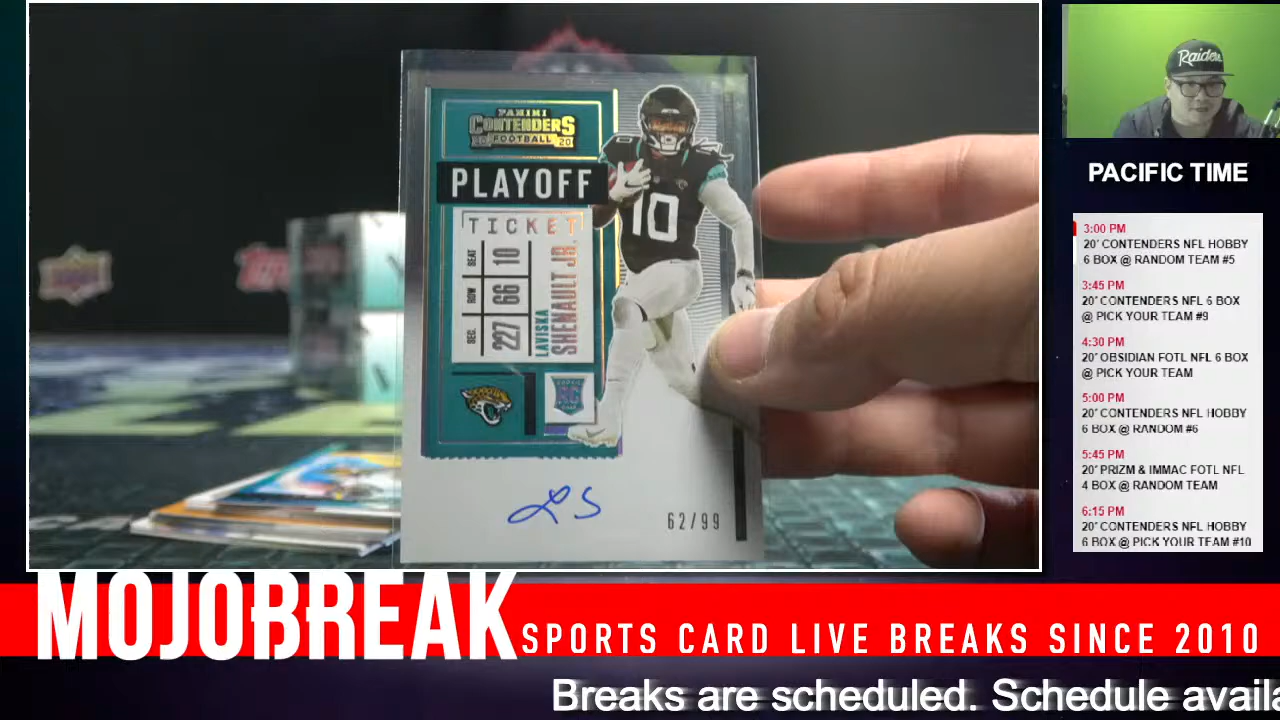 PANINI
CONTENDERS
20 FOOTBALL 20
PLAYOFF
TICKET
SEC. ROW SEAT
227 66 10
LAVISKA
SHENAULT JR.
10
RC
LS
62/99
Raiders
PACIFIC TIME
3:00 PM
20' CONTENDERS NFL HOBBY
6 BOX @ RANDOM TEAM #5
3:45 PM
20' CONTENDERS NFL 6 BOX
@ PICK YOUR TEAM #9
4:30 PM
20' OBSIDIAN FOTL NFL 6 BOX
@ PICK YOUR TEAM
5:00 PM
20' CONTENDERS NFL HOBBY
6 BOX @ RANDOM #6
5:45 PM
20' PRIZM & IMMAC FOTL NFL
4 BOX @ RANDOM TEAM
6:15 PM
20' CONTENDERS NFL HOBBY
6 BOX @ PICK YOUR TEAM #10
MOJOBREAK
SPORTS CARD LIVE BREAKS SINCE 2010
Breaks are scheduled. Schedule availa